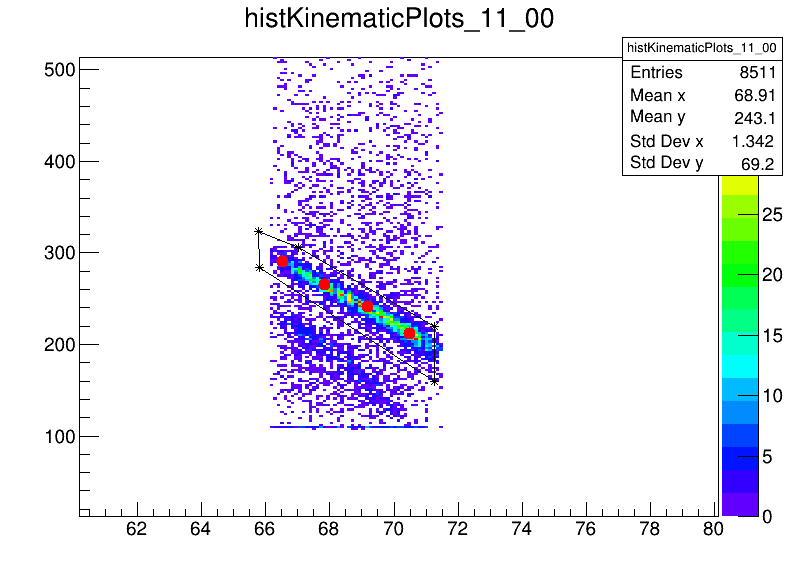 histKinematicPlots_11_00
histKinematicPlots_11_00
Entries 8511
Mean x 68.91
Mean y 243.1
Std Dev x 1.342
Std Dev y 69.2
500
400
300
200
100
62 64 66 68 70 72 74 76 78 80
25
20
15
10
5
0